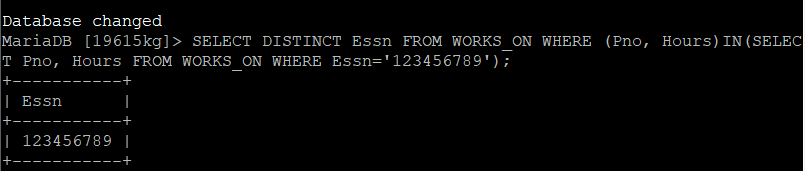 Database changed
MariaDB [19615kg]> SELECT DISTINCT Essn FROM WORKS_ON WHERE (Pno, Hours)IN(SELEC
T Pno, Hours FROM WORKS_ON WHERE Essn='123456789');
+-----------+
| Essn      |
+-----------+
| 123456789 |
+-----------+